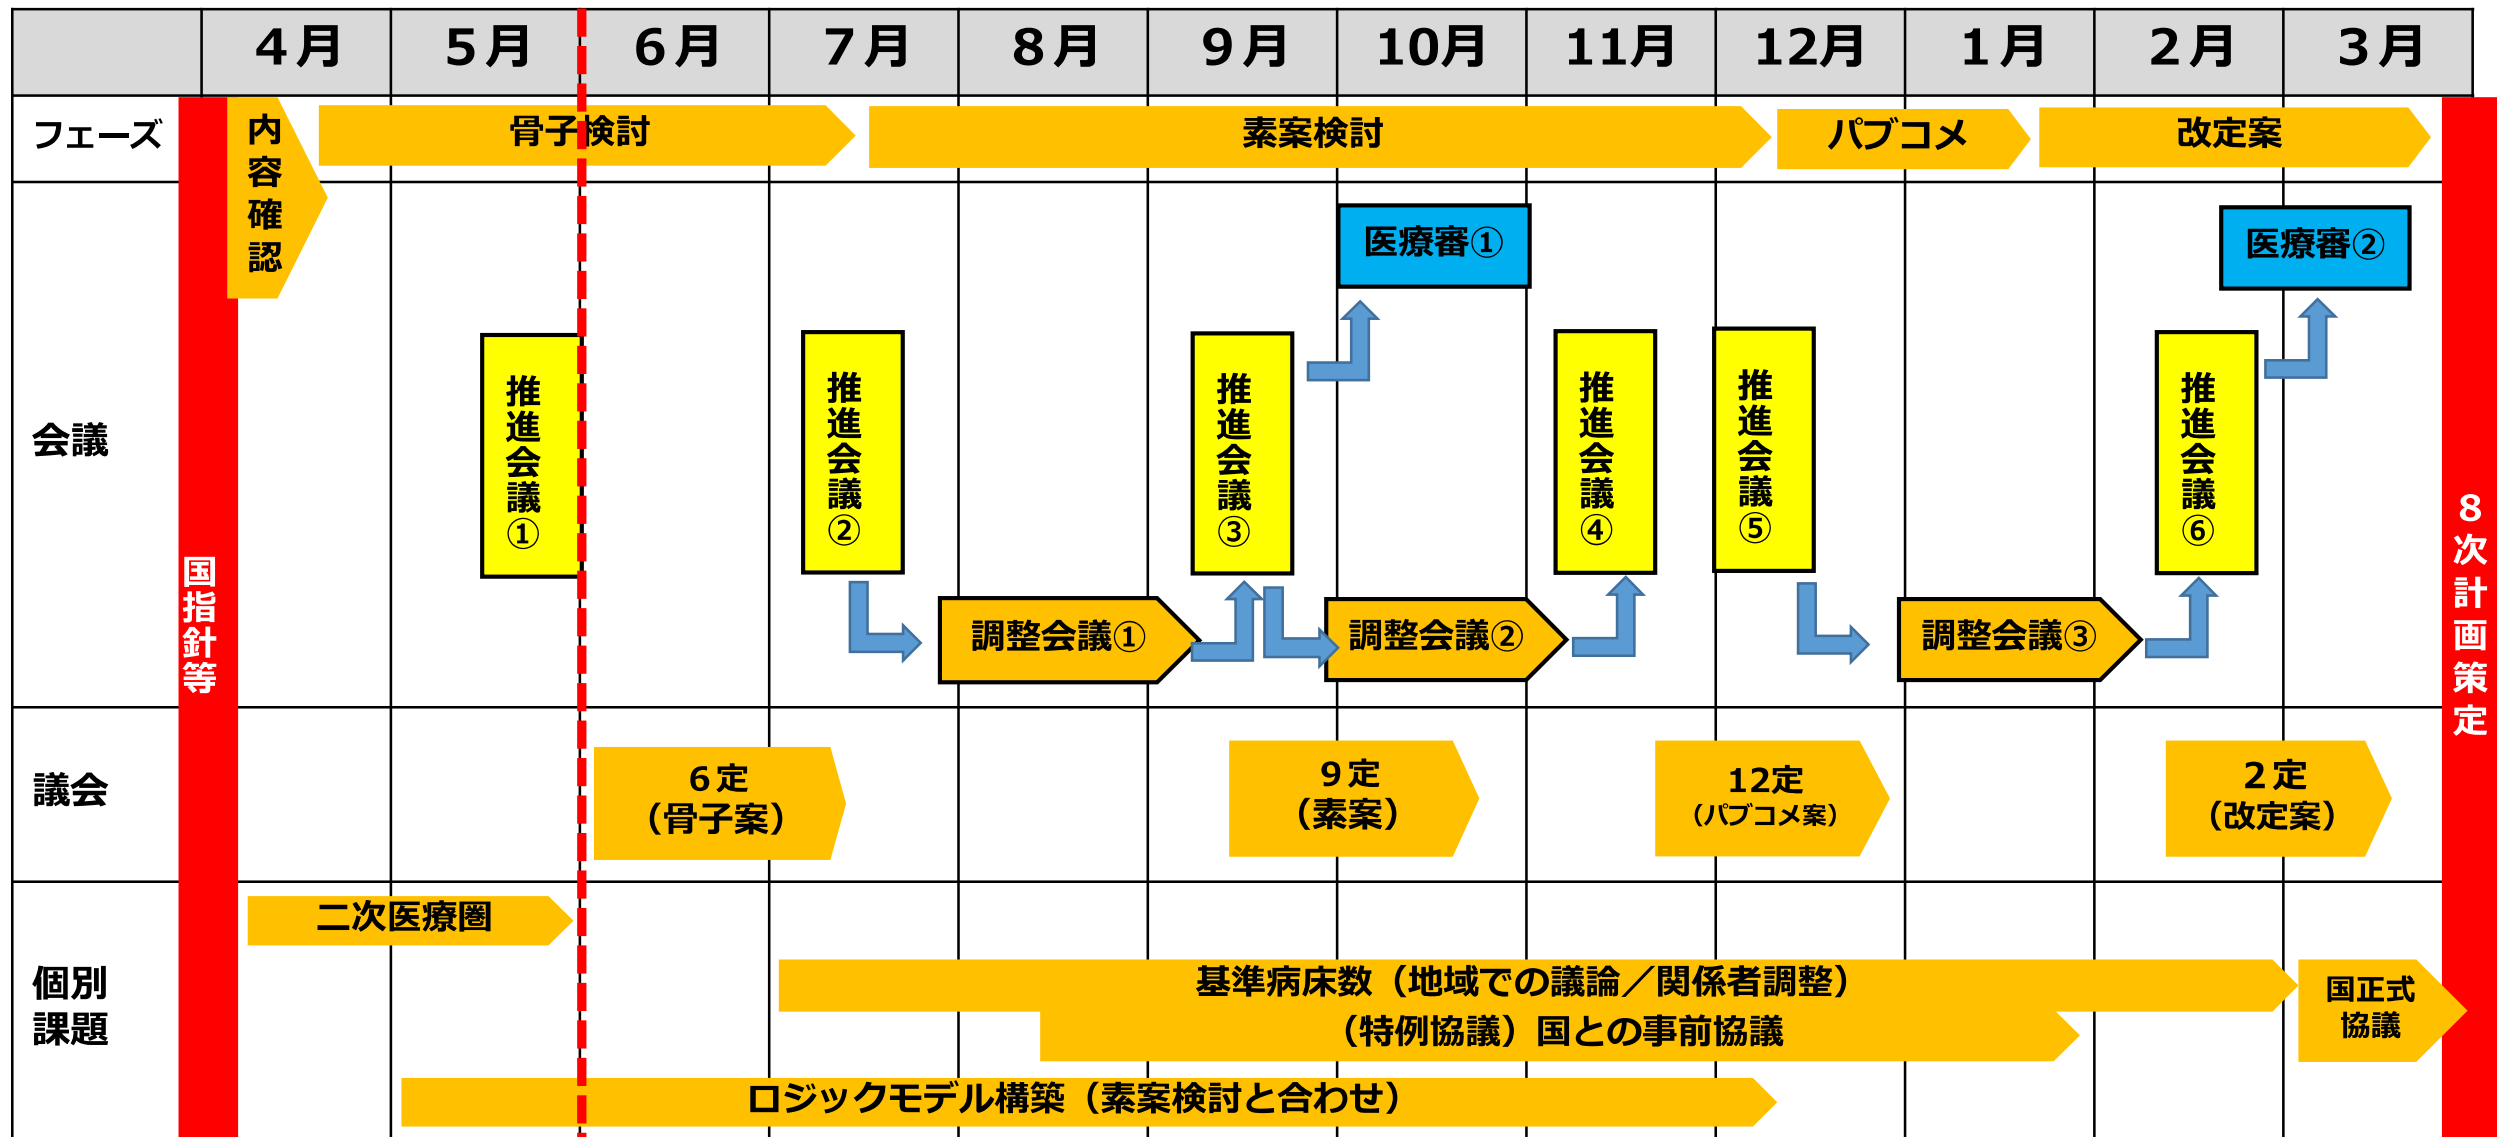 4月
5月
6月
7月
8月
9月
10月
11月
12月
1月
2月
3月
フェーズ
内容確認
骨子検討
素案検討
パブコメ
改定案
会議
国指針等
推進会議①
推進会議②
推進会議③
推進会議④
推進会議⑤
推進会議⑥
医療審①
医療審②
調整会議①
調整会議②
調整会議③
8次計画策定
議会
6定
（骨子案）
9定
（素案）
12定
（パブコメ案）
2定
（改定案）
個別
課題
二次医療圏
基準病床数（地域での議論／関係者調整）
（特例協議）国との事前協議
国正式
協議
ロジックモデル構築（素案検討と合わせ）